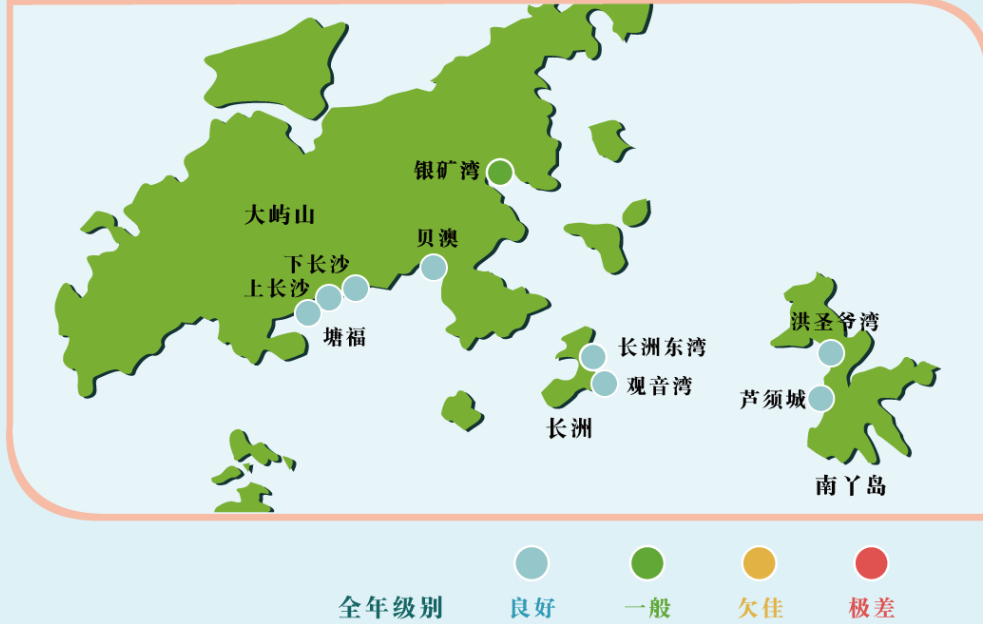 银矿湾
大屿山
贝澳
下长沙
上长沙
塘福
洪圣爷湾
长洲东湾
观音湾
芦须城
长洲
南丫岛
全年级别 良好 一般 欠佳 极差